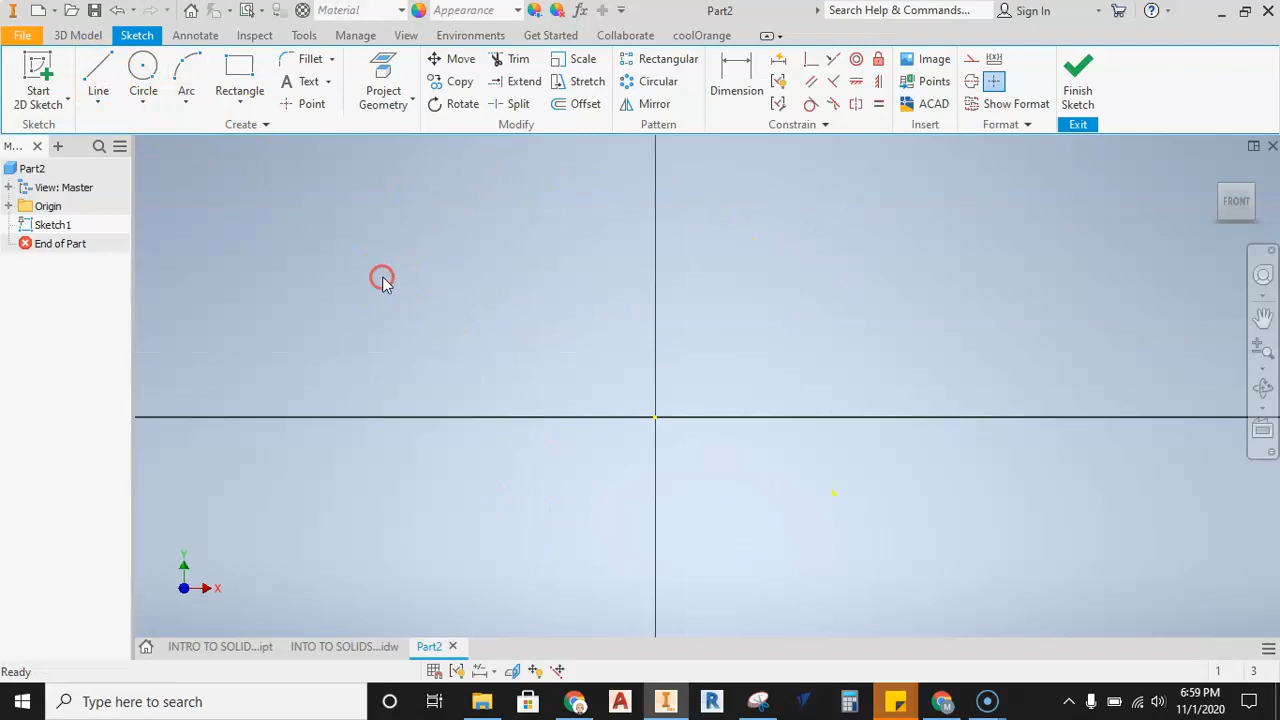 Material
Appearance
fx
Part2
Search Help & Commands...
Sign In
File
3D Model
Sketch
Annotate
Inspect
Tools
Manage
View
Environments
Get Started
Collaborate
coolOrange
Start
2D Sketch
Line
Circle
Arc
Rectangle
Fillet
Text
Point
Project
Geometry
Move
Copy
Rotate
Trim
Extend
Split
Scale
Stretch
Offset
Rectangular
Circular
Mirror
Dimension
Image
Points
ACAD
Show Format
Finish
Sketch
Sketch
Create
Modify
Pattern
Constrain
Insert
Format
Exit
M...
Part2
View: Master
Origin
Sketch1
End of Part
FRONT
Y
X
INTRO TO SOLID...ipt
INTO TO SOLIDS...idw
Part2
Ready
1
3
Type here to search
6:59 PM
11/1/2020